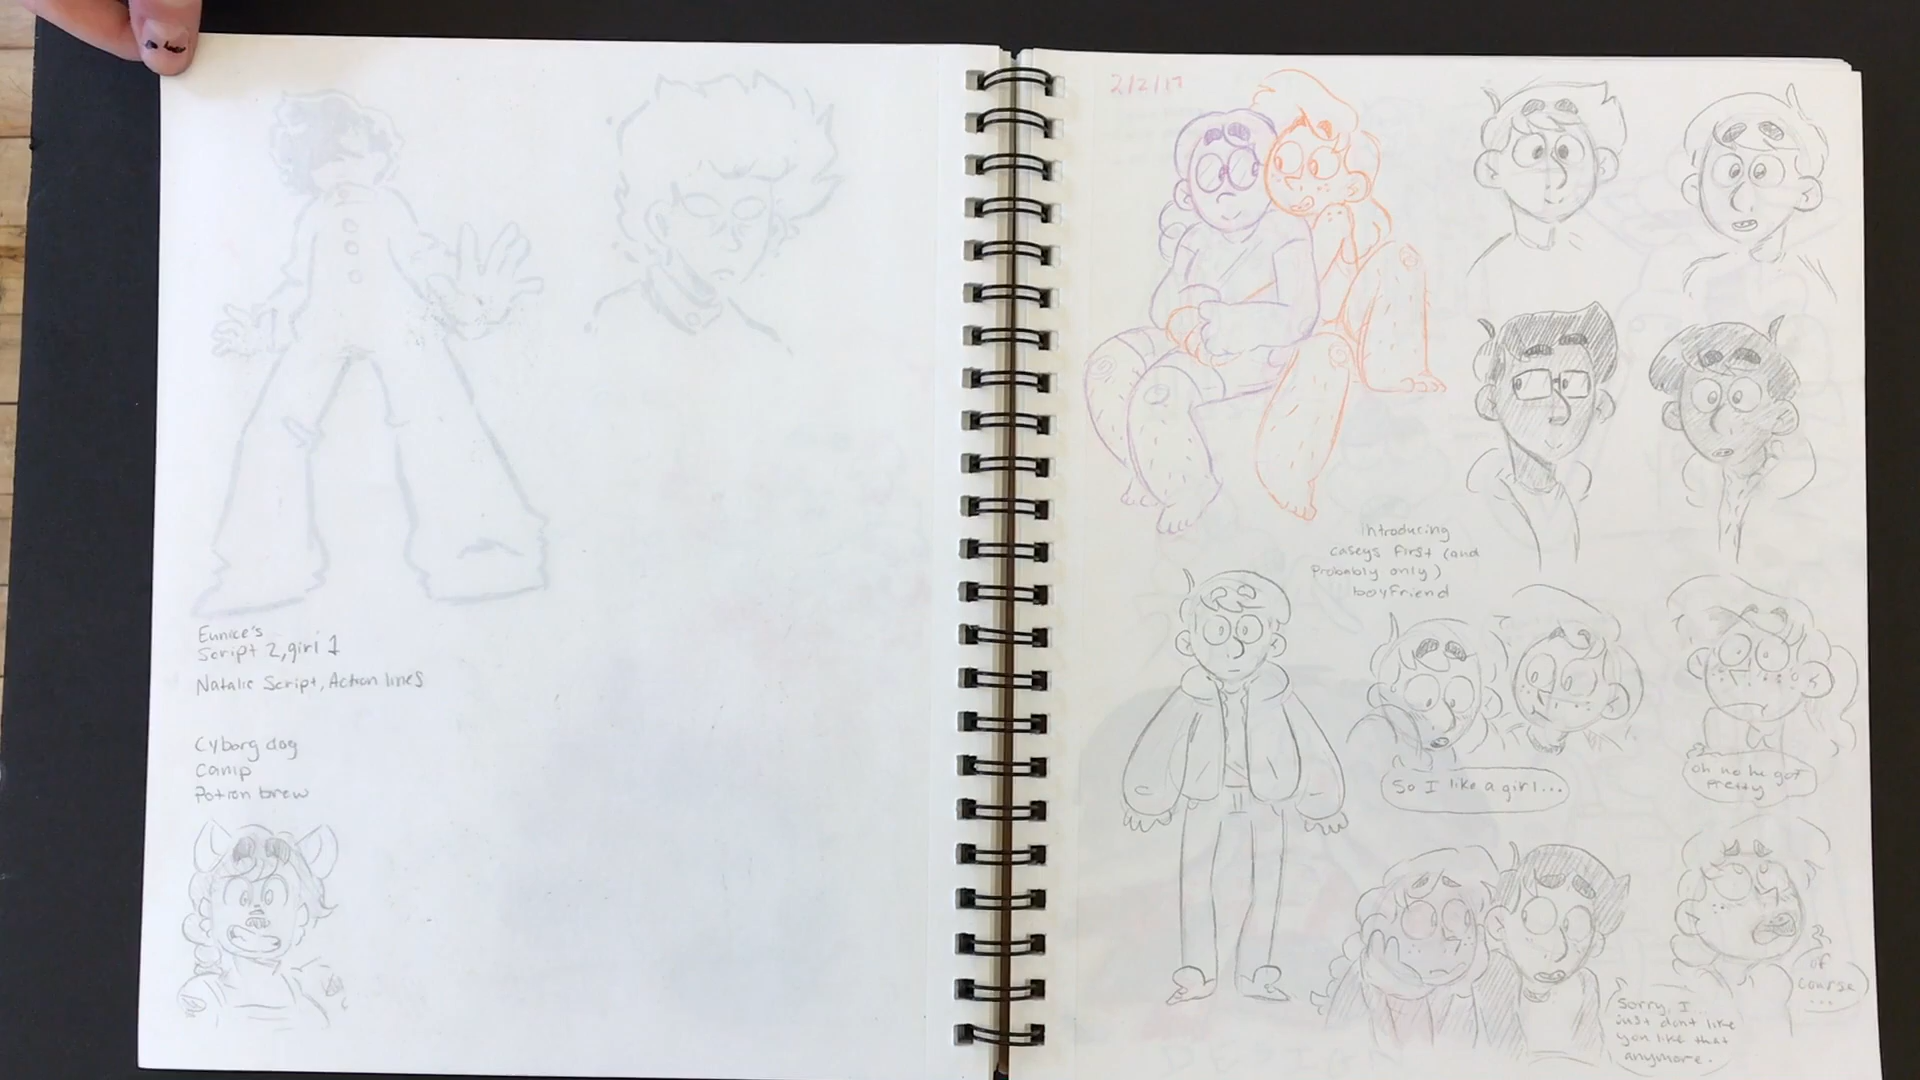 Eunice's
Script 2, girl 1
Natalie Script, Action lines
Cyborg dog
camp
Potion brew
2/2/17
introducing
caseys first (and
probably only)
boyfriend
So I like a girl...
oh no he got
pretty
of
course
...
Sorry, I...
just dont like
you like that
anymore.